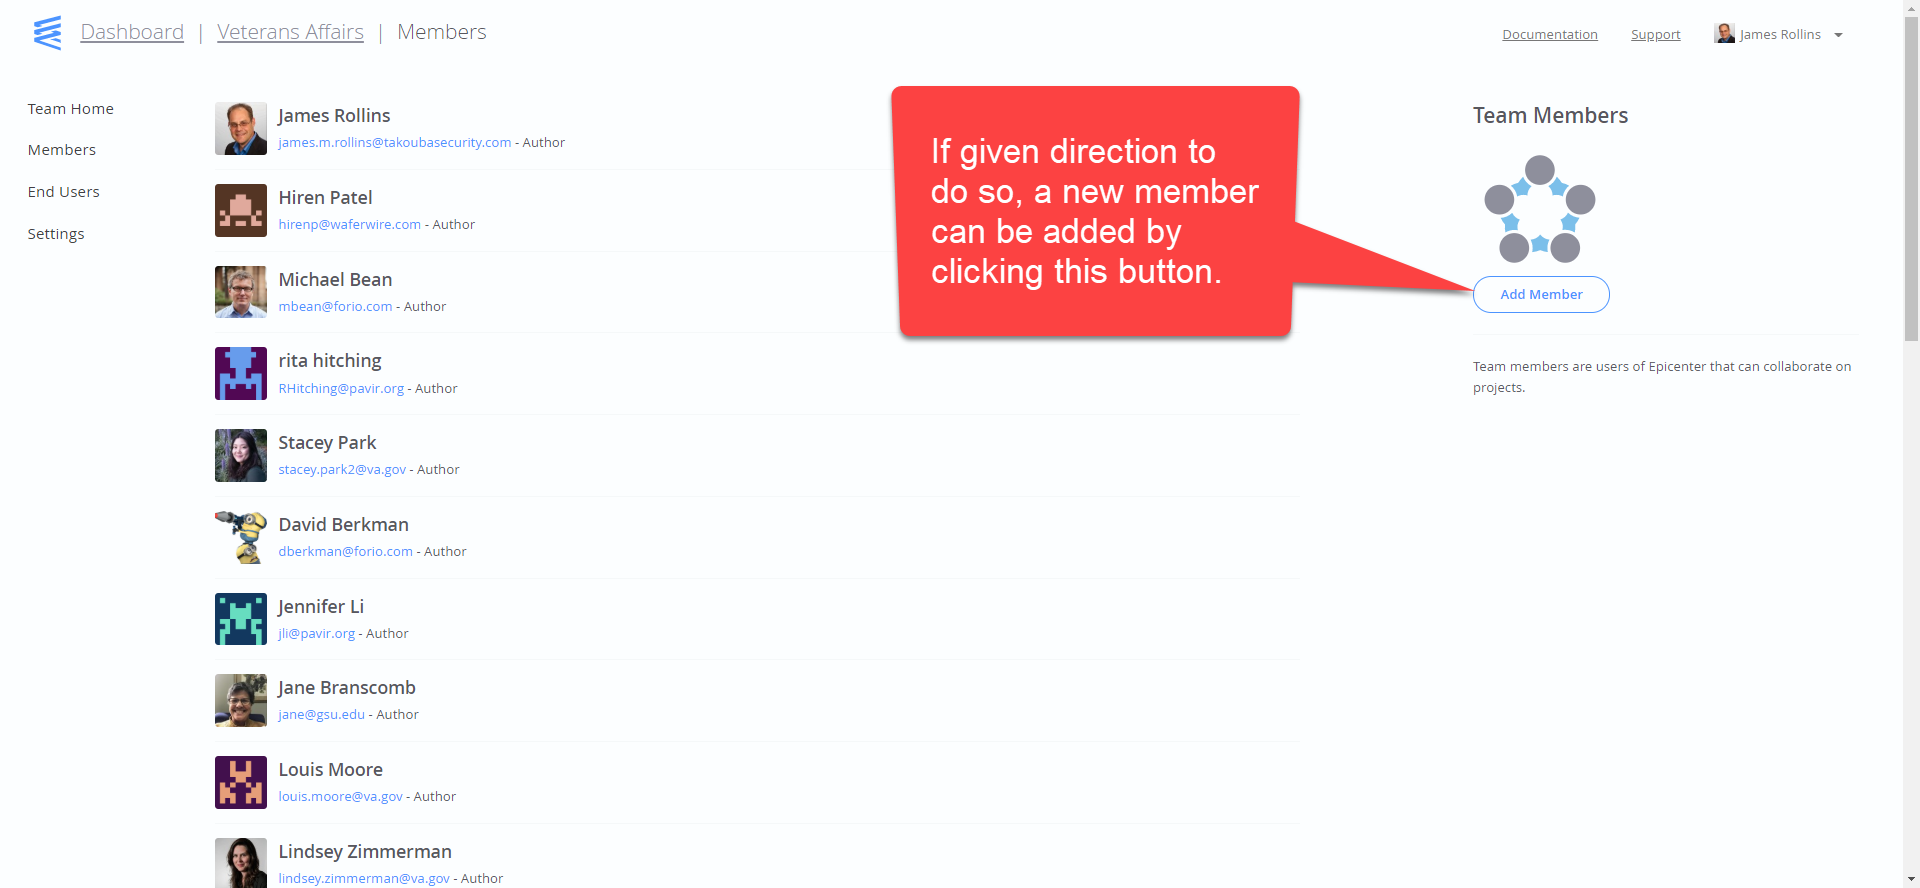 Dashboard | Veterans Affairs | Members
Documentation Support James Rollins
Team Home
Members
End Users
Settings
James Rollins
james.m.rollins@takoubasecurity.com - Author
Hiren Patel
hirenp@waferwire.com - Author
Michael Bean
mbean@forio.com - Author
rita hitching
RHitching@pavir.org - Author
Stacey Park
stacey.park2@va.gov - Author
David Berkman
dberkman@forio.com - Author
Jennifer Li
jli@pavir.org - Author
Jane Branscomb
jane@gsu.edu - Author
Louis Moore
louis.moore@va.gov - Author
Lindsey Zimmerman
lindsey.zimmerman@va.gov - Author
If given direction to
do so, a new member
can be added by
clicking this button.
Team Members
Add Member
Team members are users of Epicenter that can collaborate on
projects.